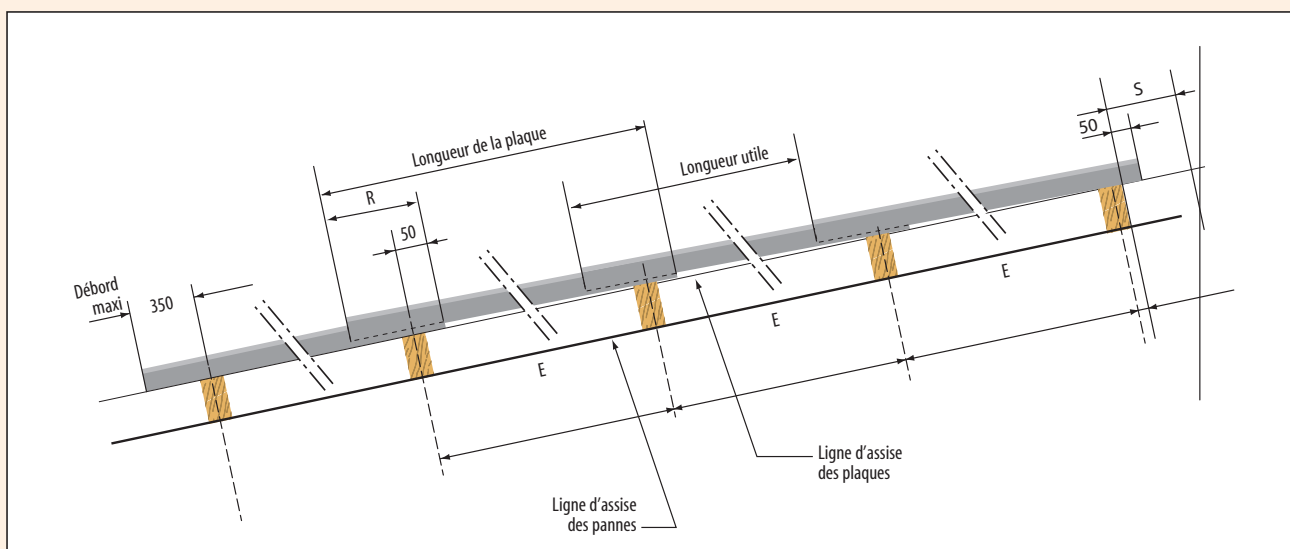 S
50
Longueur de la plaque
Longueur utile
R
50
Débord
maxi
350
E
E
E
Ligne d'assise
des plaques
Ligne d'assise
des pannes